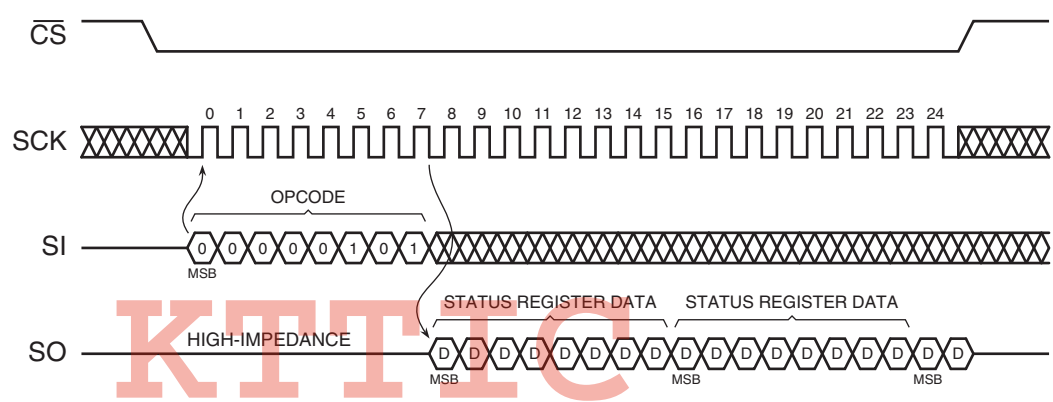 CS
SCK 0 1 2 3 4 5 6 7 8 9 10 11 12 13 14 15 16 17 18 19 20 21 22 23 24
OPCODE
SI 0 0 0 0 0 1 0 1
MSB
STATUS REGISTER DATA STATUS REGISTER DATA
HIGH-IMPEDANCE
SO D D D D D D D D D D D D D D D D D D
MSB MSB MSB
KTTIC